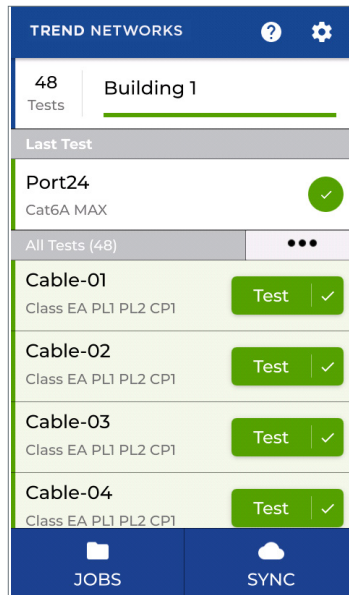 TREND NETWORKS
?
48
Tests
Building 1
Last Test
Port24
Cat6A MAX
All Tests (48)
Cable-01
Class EA PL1 PL2 CP1
Test
Cable-02
Class EA PL1 PL2 CP1
Test
Cable-03
Class EA PL1 PL2 CP1
Test
Cable-04
Class EA PL1 PL2 CP1
Test
JOBS
SYNC